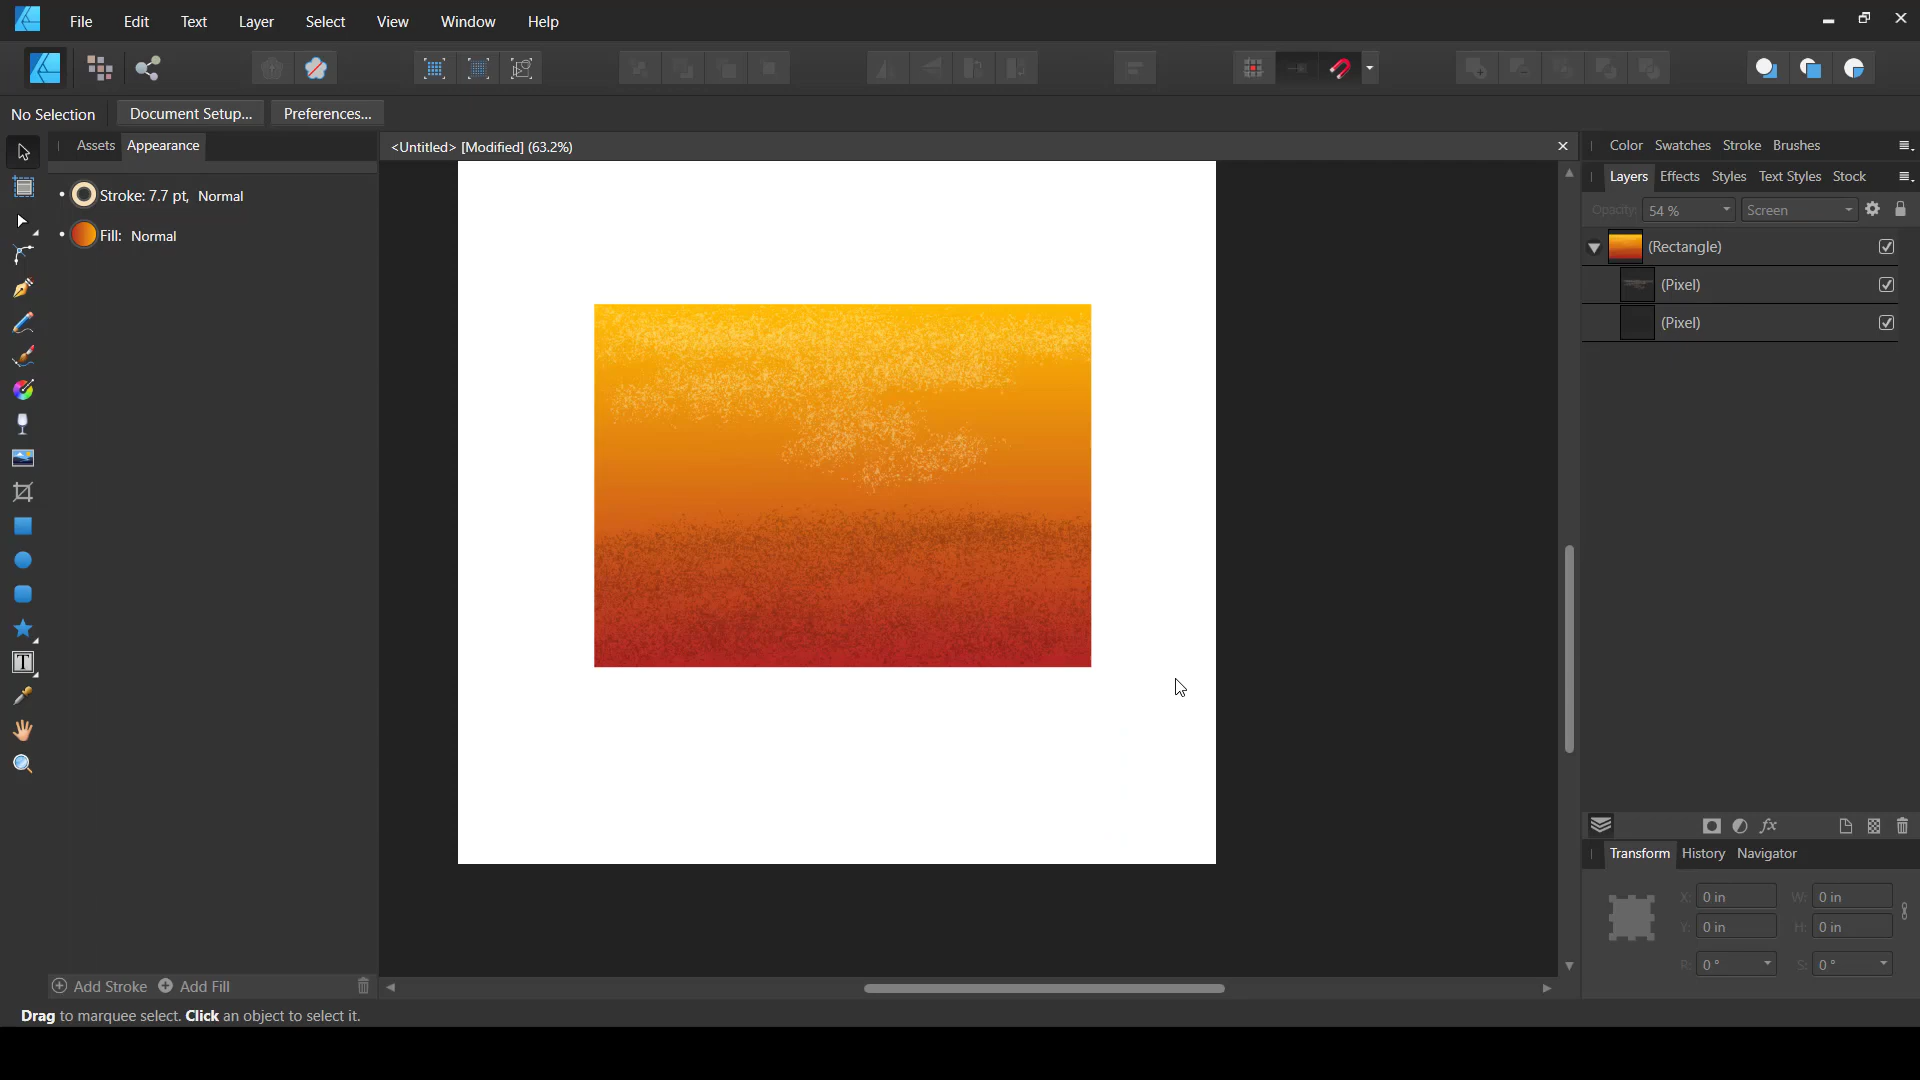 File Edit Text Layer Select View Window Help
No Selection Document Setup... Preferences...
Assets Appearance
<Untitled> [Modified] (63.2%)
Color Swatches Stroke Brushes
Layers Effects Styles Text Styles Stock
Stroke: 7.7 pt, Normal
Fill: Normal
Opacity: 54 % Screen
(Rectangle)
(Pixel)
(Pixel)
T
fx
Transform History Navigator
X: 0 in W: 0 in
Y: 0 in H: 0 in
R: 0 ° S: 0 °
Add Stroke Add Fill
Drag to marquee select. Click an object to select it.